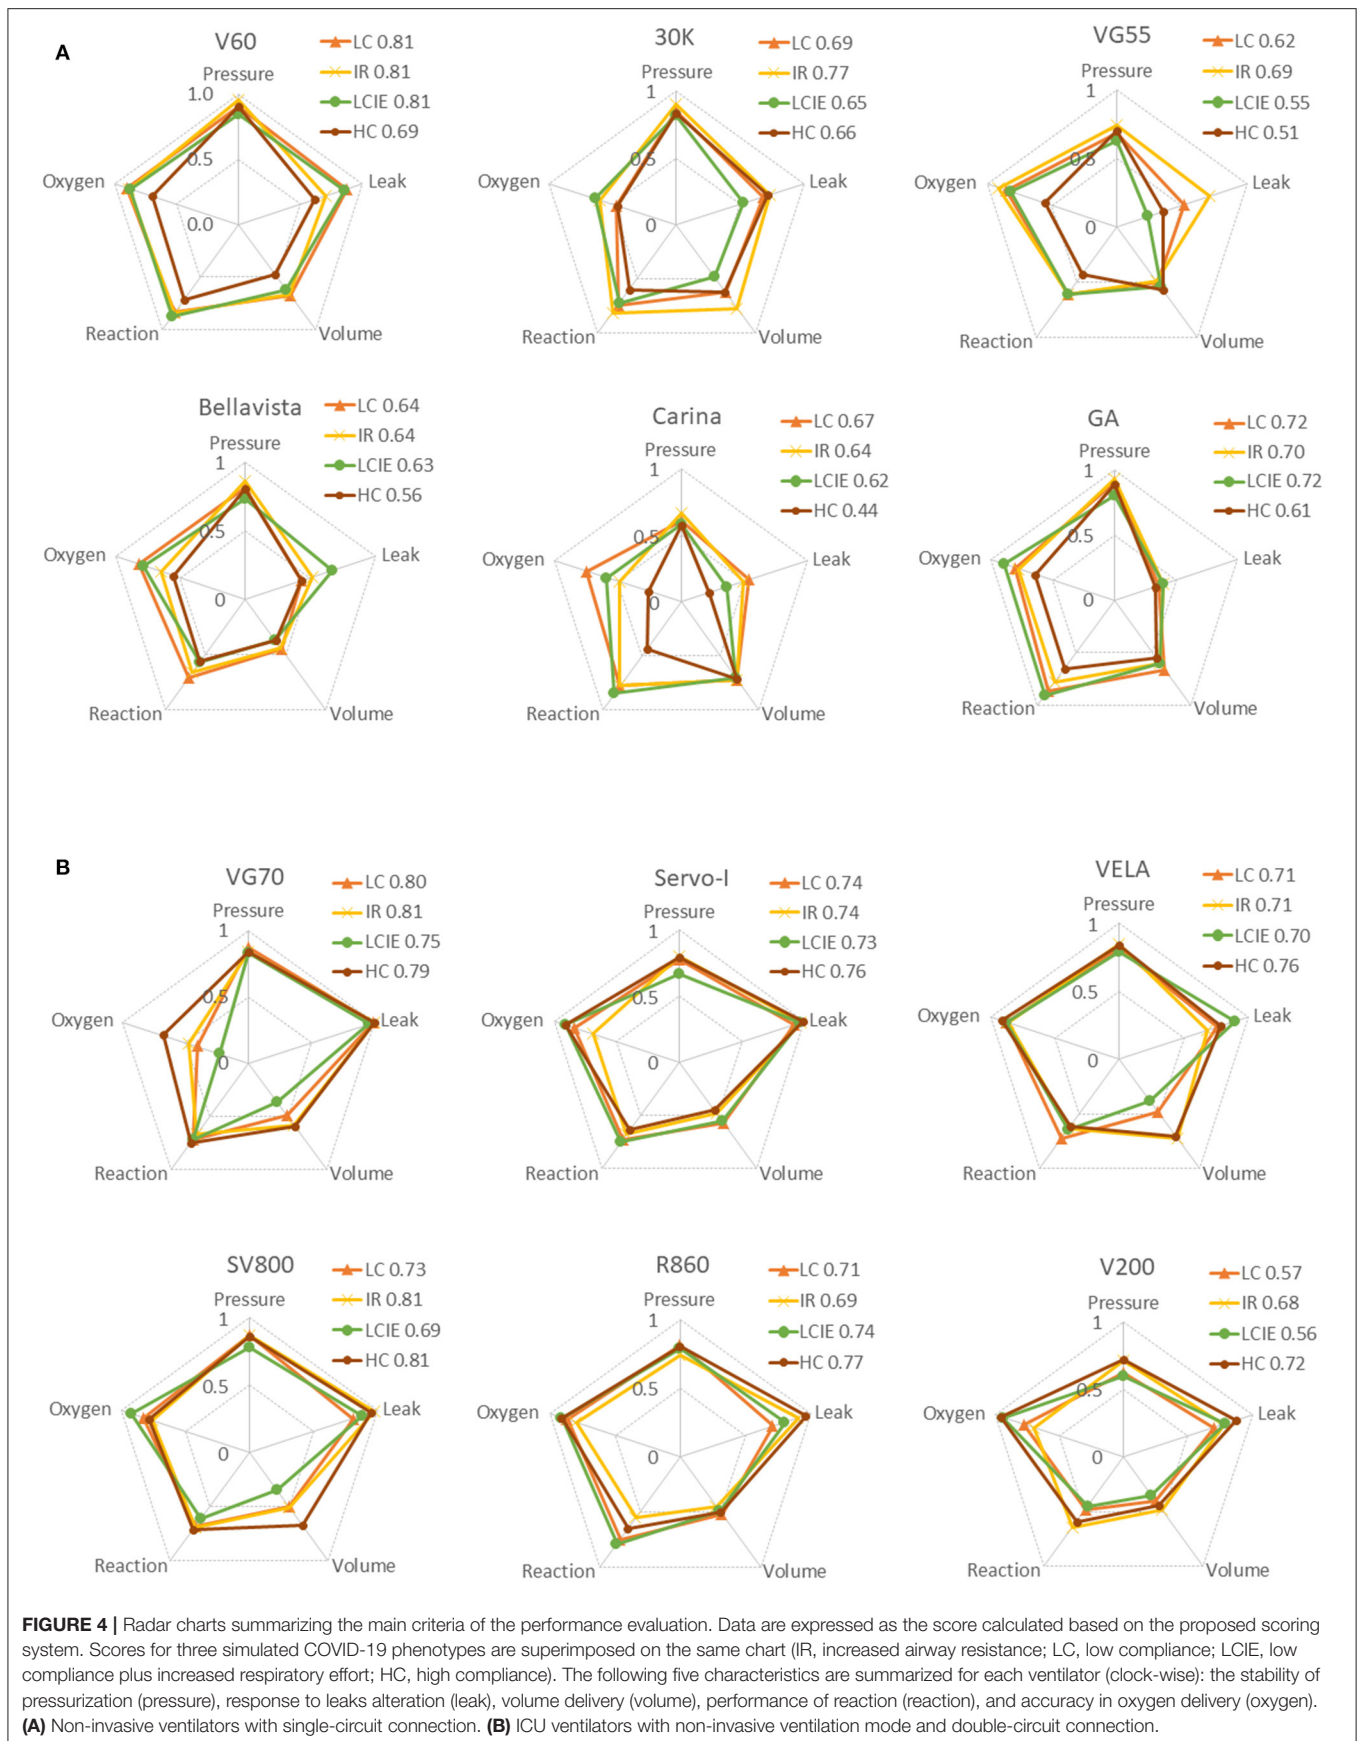 A
V60
LC 0.81
IR 0.81
LCIE 0.81
HC 0.69
Pressure
1.0
0.5
0.0
Oxygen
Leak
Reaction
Volume
30K
LC 0.69
IR 0.77
LCIE 0.65
HC 0.66
Pressure
1
0.5
0
Oxygen
Leak
Reaction
Volume
VG55
LC 0.62
IR 0.69
LCIE 0.55
HC 0.51
Pressure
1
0.5
0
Oxygen
Leak
Reaction
Volume
Bellavista
LC 0.64
IR 0.64
LCIE 0.63
HC 0.56
Pressure
1
0.5
0
Oxygen
Leak
Reaction
Volume
Carina
LC 0.67
IR 0.64
LCIE 0.62
HC 0.44
Pressure
1
0.5
0
Oxygen
Leak
Reaction
Volume
GA
LC 0.72
IR 0.70
LCIE 0.72
HC 0.61
Pressure
1
0.5
0
Oxygen
Leak
Reaction
Volume
B
VG70
LC 0.80
IR 0.81
LCIE 0.75
HC 0.79
Pressure
1
0.5
0
Oxygen
Leak
Reaction
Volume
Servo-I
LC 0.74
IR 0.74
LCIE 0.73
HC 0.76
Pressure
1
0.5
0
Oxygen
Leak
Reaction
Volume
VELA
LC 0.71
IR 0.71
LCIE 0.70
HC 0.76
Pressure
1
0.5
0
Oxygen
Leak
Reaction
Volume
SV800
LC 0.73
IR 0.81
LCIE 0.69
HC 0.81
Pressure
1
0.5
0
Oxygen
Leak
Reaction
Volume
R860
LC 0.71
IR 0.69
LCIE 0.74
HC 0.77
Pressure
1
0.5
0
Oxygen
Leak
Reaction
Volume
V200
LC 0.57
IR 0.68
LCIE 0.56
HC 0.72
Pressure
1
0.5
0
Oxygen
Leak
Reaction
Volume
FIGURE 4 | Radar charts summarizing the main criteria of the performance evaluation. Data are expressed as the score calculated based on the proposed scoring
system. Scores for three simulated COVID-19 phenotypes are superimposed on the same chart (IR, increased airway resistance; LC, low compliance; LCIE, low
compliance plus increased respiratory effort; HC, high compliance). The following five characteristics are summarized for each ventilator (clock-wise): the stability of
pressurization (pressure), response to leaks alteration (leak), volume delivery (volume), performance of reaction (reaction), and accuracy in oxygen delivery (oxygen).
(A) Non-invasive ventilators with single-circuit connection. (B) ICU ventilators with non-invasive ventilation mode and double-circuit connection.